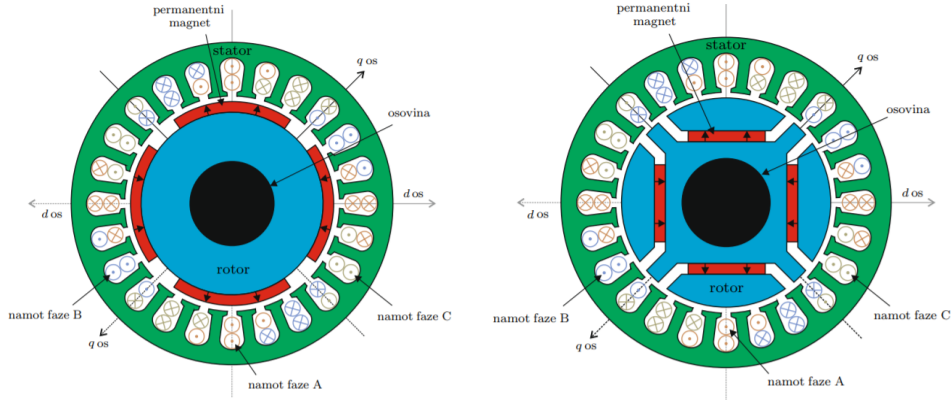 permanentni
magnet
stator
q os
osovina
d os
d os
rotor
namot faze B
namot faze C
q os
namot faze A
permanentni
magnet
stator
q os
osovina
d os
d os
rotor
namot faze B
namot faze C
q os
namot faze A